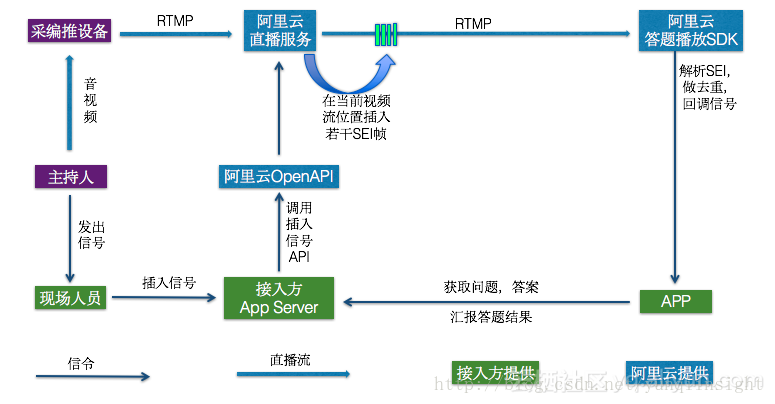 采编推设备
RTMP
阿里云
直播服务
RTMP
阿里云
答题播放SDK
音
视
频
在当前视频
流位置插入
若干SEI帧
解析SEI,
做去重,
回调信号
主持人
阿里云OpenAPI
发出
信号
调用
插入
信号
API
现场人员
插入信号
接入方
App Server
获取问题,答案
汇报答题结果
APP
信令
直播流
接入方提供
阿里云提供